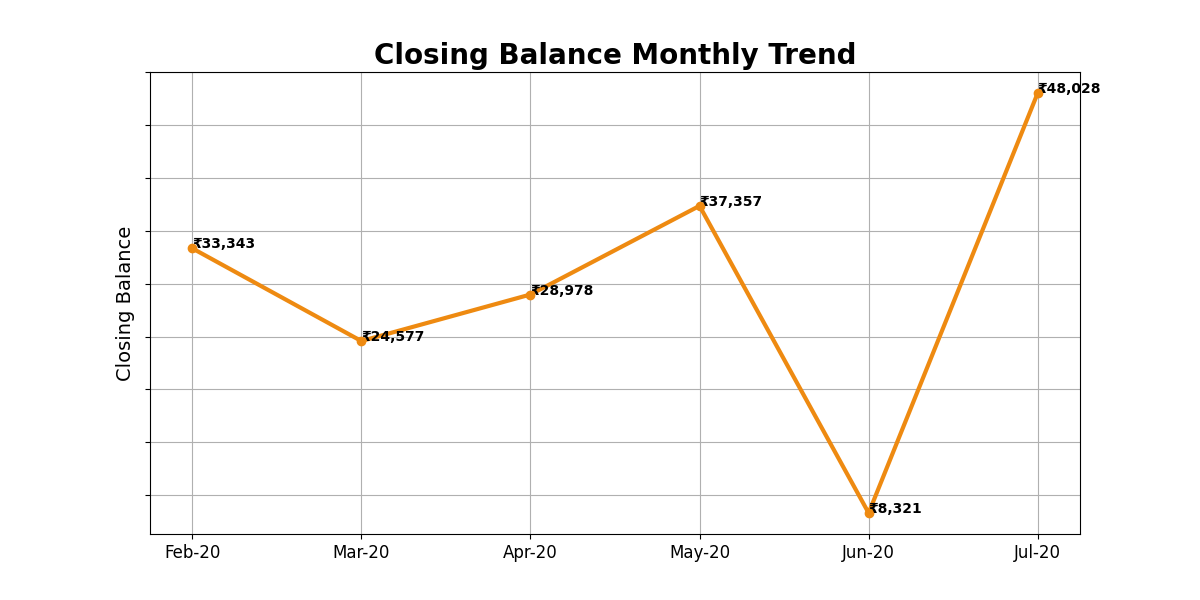 Closing Balance Monthly Trend
Closing Balance
₹33,343
₹24,577
₹28,978
₹37,357
₹8,321
₹48,028
Feb-20
Mar-20
Apr-20
May-20
Jun-20
Jul-20